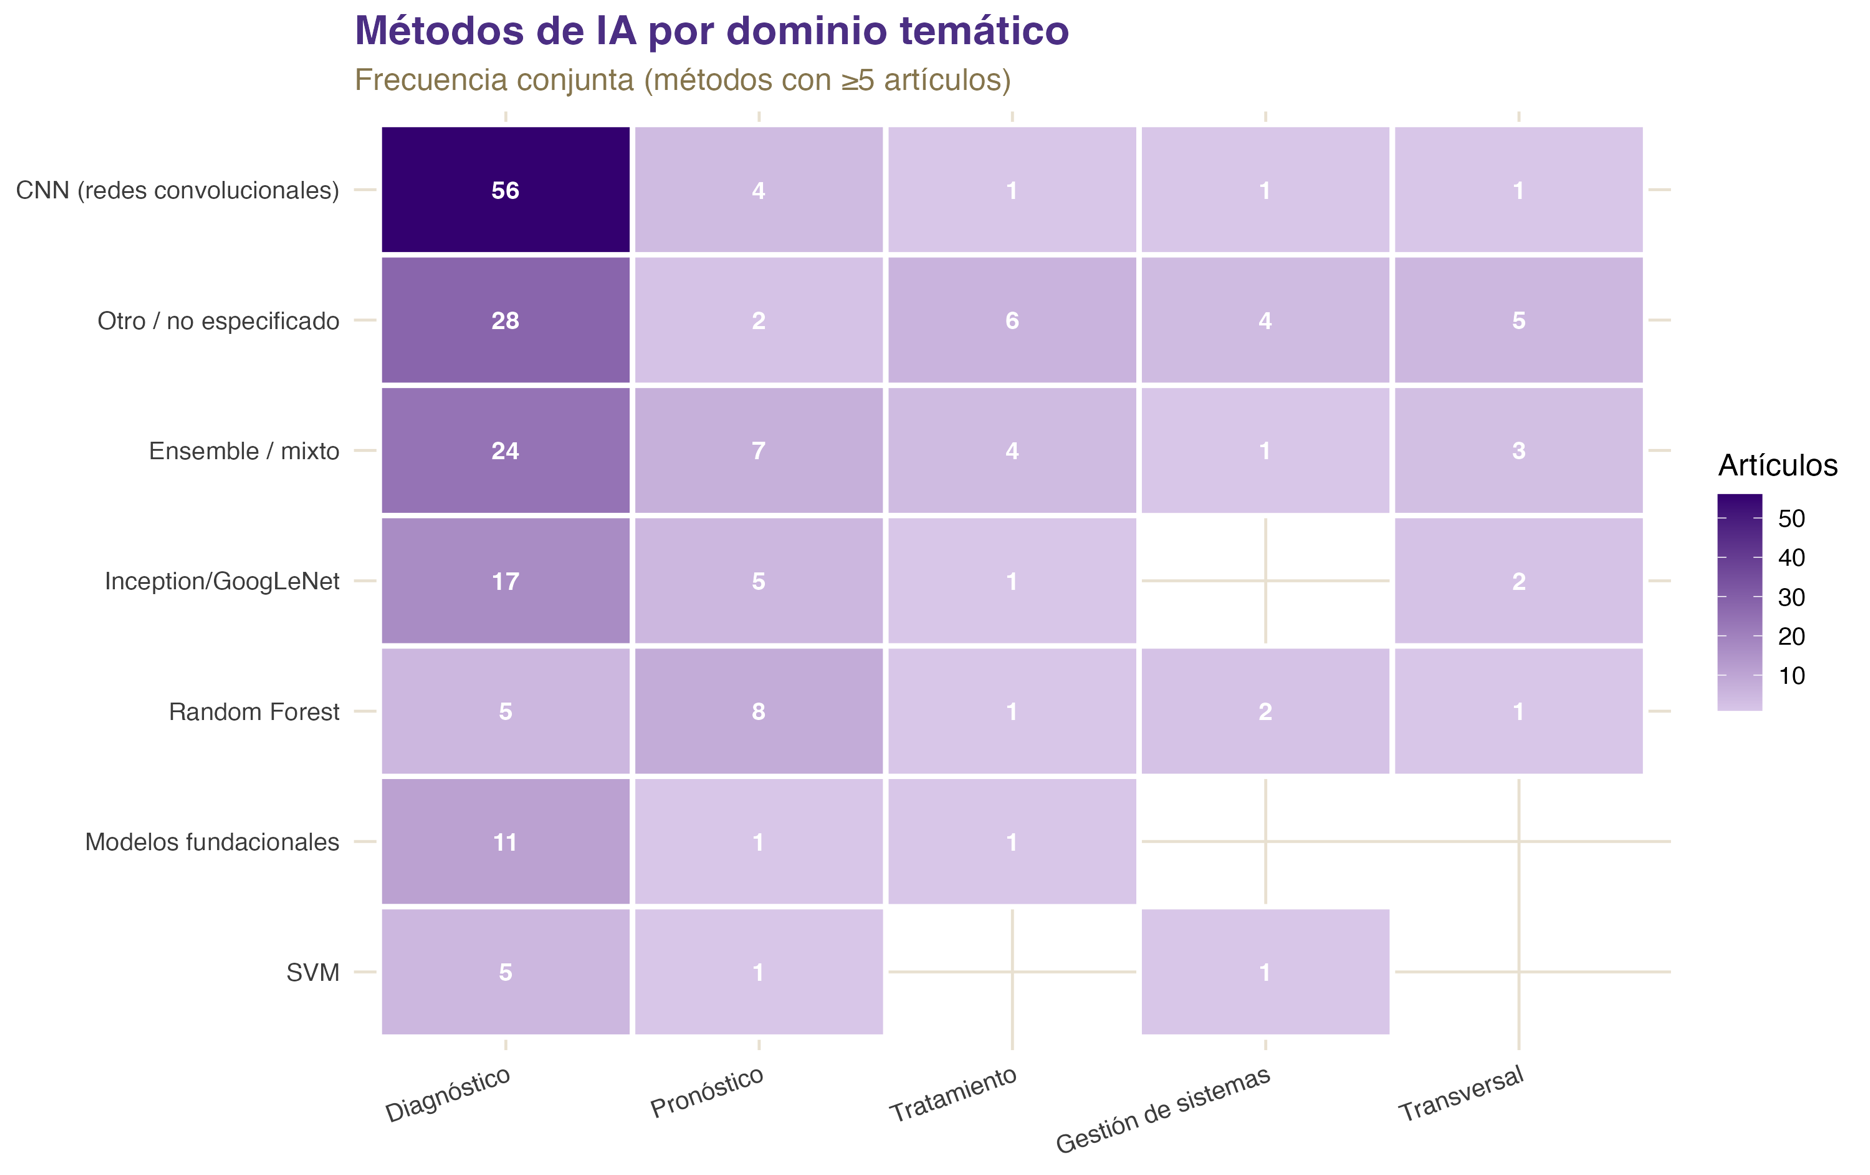 Métodos de IA por dominio temático
Frecuencia conjunta (métodos con ≥5 artículos)
CNN (redes convolucionales) 56 4 1 1 1
Otro / no especificado 28 2 6 4 5
Ensemble / mixto 24 7 4 1 3
Inception/GoogLeNet 17 5 1 2
Random Forest 5 8 1 2 1
Modelos fundacionales 11 1 1
SVM 5 1 1
Diagnóstico Pronóstico Tratamiento Gestión de sistemas Transversal
Artículos
50
40
30
20
10